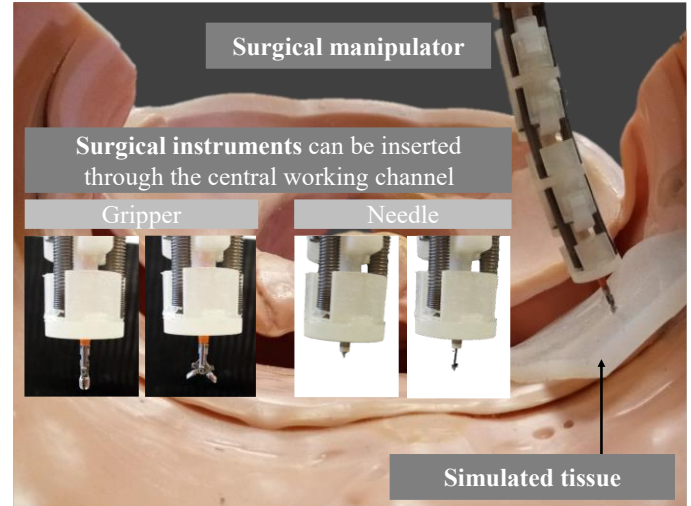 Surgical manipulator
Surgical instruments can be inserted
through the central working channel
Gripper
Needle
Simulated tissue